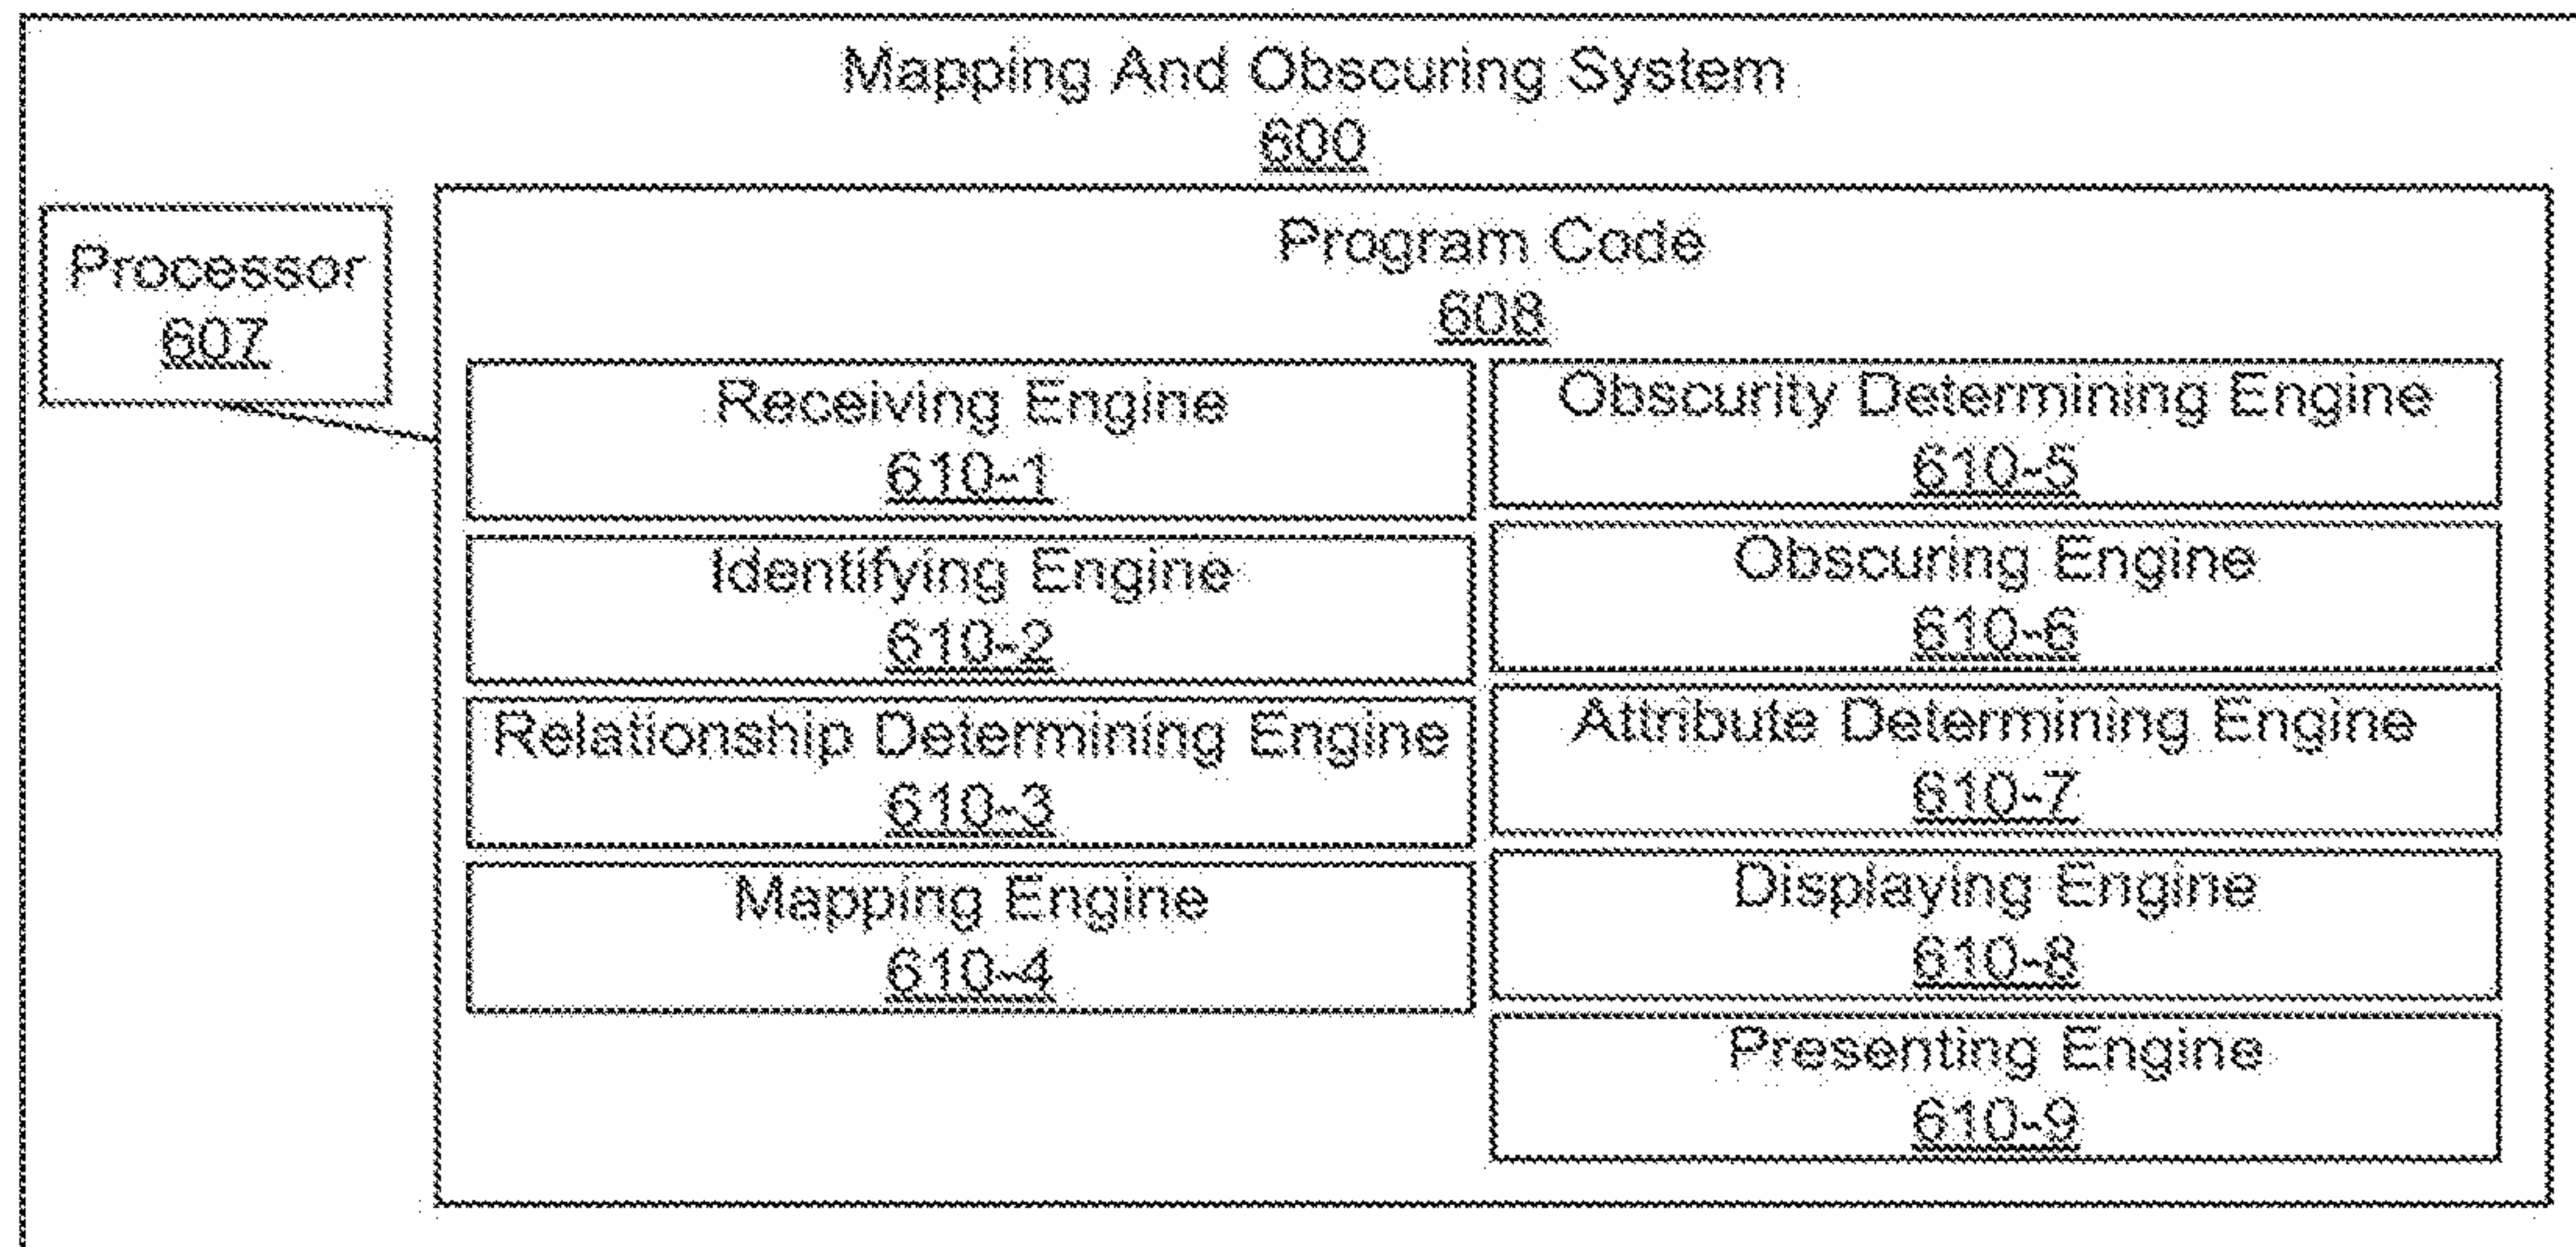 Mapping And Obscuring System
600
Processor
607
Program Code
608
Receiving Engine
610-1
Identifying Engine
610-2
Relationship Determining Engine
610-3
Mapping Engine
610-4
Obscurity Determining Engine
610-5
Obscuring Engine
610-6
Attribute Determining Engine
610-7
Displaying Engine
610-8
Presenting Engine
610-9